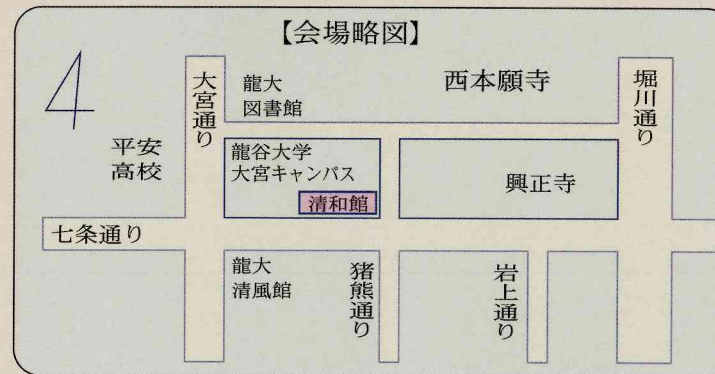 【会場略図】
大宮通り
龍大
図書館
西本願寺
堀川通り
平安
高校
龍谷大学
大宮キャンパス
清和館
興正寺
七条通り
龍大
清風館
猪熊通り
岩上通り